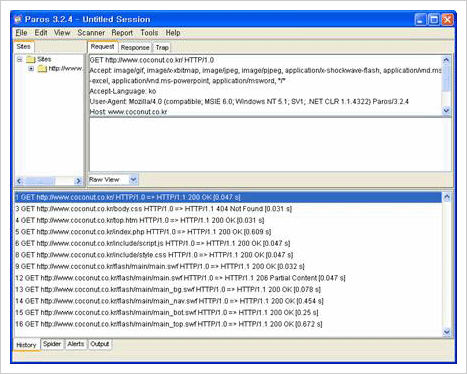 Paros 3.2.4 - Untitled Session
File Edit View Scanner Report Tools Help
Sites
Request Response Trap
Sites
http://www.
GET http://www.coconut.co.kr/ HTTP/1.0
Accept: image/gif, image/x-xbitmap, image/jpeg, image/pjpeg, application/x-shockwave-flash, application/vnd.ms
-excel, application/vnd.ms-powerpoint, application/msword, */*
Accept-Language: ko
User-Agent: Mozilla/4.0 (compatible; MSIE 6.0; Windows NT 5.1; SV1; .NET CLR 1.1.4322) Paros/3.2.4
Host: www.coconut.co.kr
Raw View
1 GET http://www.coconut.co.kr/ HTTP/1.0 => HTTP/1.1 200 OK [0.047 s]
3 GET http://www.coconut.co.kr/body.css HTTP/1.0 => HTTP/1.1 404 Not Found [0.031 s]
4 GET http://www.coconut.co.kr/top.htm HTTP/1.0 => HTTP/1.1 200 OK [0.031 s]
5 GET http://www.coconut.co.kr/index.php HTTP/1.0 => HTTP/1.1 200 OK [0.609 s]
6 GET http://www.coconut.co.kr/include/script.js HTTP/1.0 => HTTP/1.1 200 OK [0.047 s]
8 GET http://www.coconut.co.kr/include/style.css HTTP/1.0 => HTTP/1.1 200 OK [0.047 s]
9 GET http://www.coconut.co.kr/flash/main/main.swf HTTP/1.0 => HTTP/1.1 200 OK [0.032 s]
12 GET http://www.coconut.co.kr/flash/main/main.swf HTTP/1.0 => HTTP/1.1 206 Partial Content [0.047 s]
13 GET http://www.coconut.co.kr/flash/main/main_bg.swf HTTP/1.0 => HTTP/1.1 200 OK [0.078 s]
14 GET http://www.coconut.co.kr/flash/main/main_nav.swf HTTP/1.0 => HTTP/1.1 200 OK [0.454 s]
15 GET http://www.coconut.co.kr/flash/main/main_bot.swf HTTP/1.0 => HTTP/1.1 200 OK [0.25 s]
16 GET http://www.coconut.co.kr/flash/main/main_top.swf HTTP/1.0 => HTTP/1.1 200 OK [0.672 s]
History Spider Alerts Output